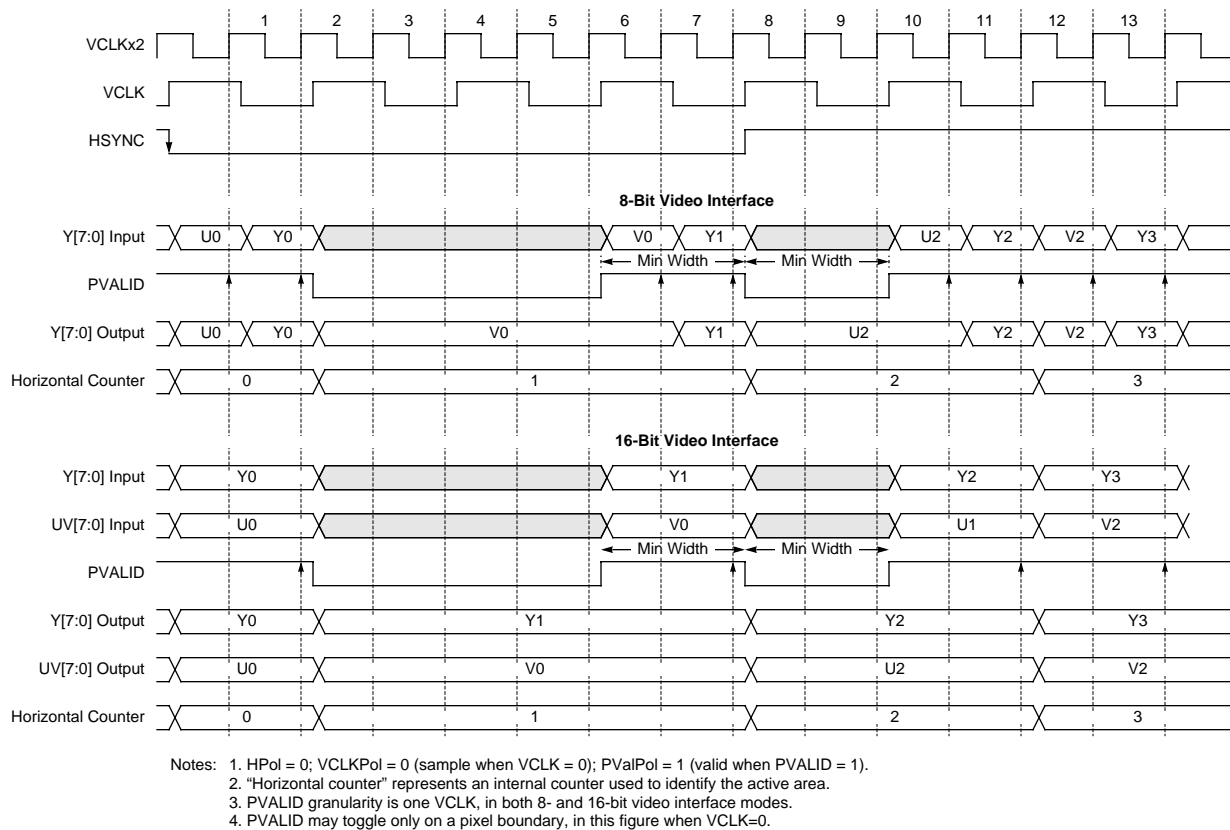 1 2 3 4 5 6 7 8 9 10 11 12 13
VCLKx2
VCLK
HSYNC
8-Bit Video Interface
Y[7:0] Input U0 Y0 V0 Y1 U2 Y2 V2 Y3
Min Width Min Width
PVALID
Y[7:0] Output U0 Y0 V0 Y1 U2 Y2 V2 Y3
Horizontal Counter 0 1 2 3
16-Bit Video Interface
Y[7:0] Input Y0 Y1 Y2 Y3
UV[7:0] Input U0 V0 U1 V2
Min Width Min Width
PVALID
Y[7:0] Output Y0 Y1 Y2 Y3
UV[7:0] Output U0 V0 U2 V2
Horizontal Counter 0 1 2 3
Notes: 1. HPol = 0; VCLKPol = 0 (sample when VCLK = 0); PValPol = 1 (valid when PVALID = 1).
2. “Horizontal counter” represents an internal counter used to identify the active area.
3. PVALID granularity is one VCLK, in both 8- and 16-bit video interface modes.
4. PVALID may toggle only on a pixel boundary, in this figure when VCLK=0.